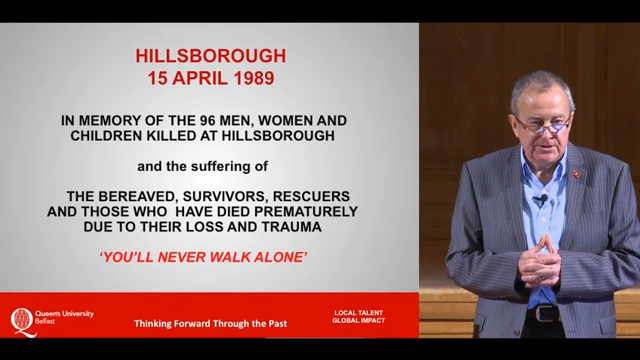 HILLSBOROUGH
15 APRIL 1989
IN MEMORY OF THE 96 MEN, WOMEN AND
CHILDREN KILLED AT HILLSBOROUGH
and the suffering of
THE BEREAVED, SURVIVORS, RESCUERS
AND THOSE WHO HAVE DIED PREMATURELY
DUE TO THEIR LOSS AND TRAUMA
‘YOU’LL NEVER WALK ALONE’
Queen's University
Belfast
Thinking Forward Through the Past
LOCAL TALENT
GLOBAL IMPACT